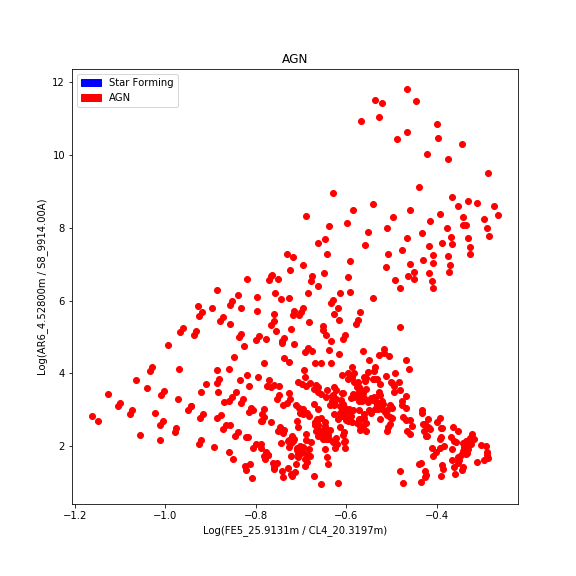 AGN
Star Forming
AGN
12
10
8
6
4
2
Log(AR6_4.52800m / S8_9914.00A)
−1.2 −1.0 −0.8 −0.6 −0.4
Log(FE5_25.9131m / CL4_20.3197m)